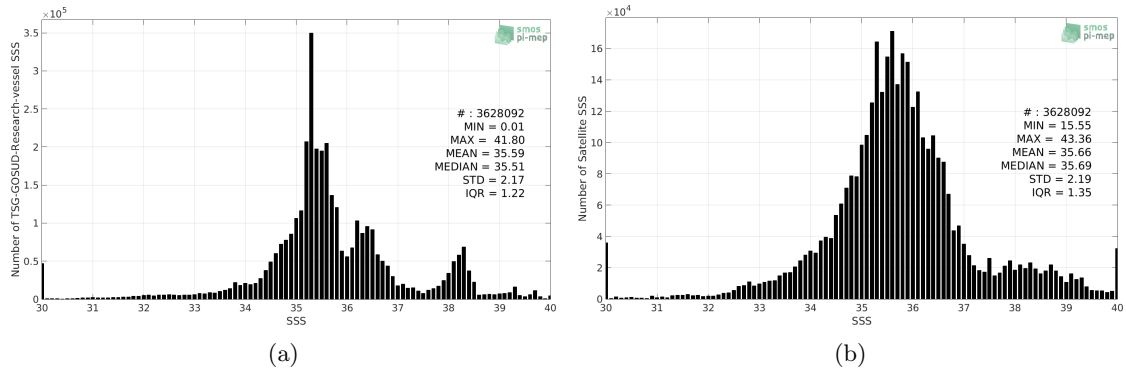 ×10⁵
3.5
3
2.5
2
1.5
1
0.5
0
30 31 32 33 34 35 36 37 38 39 40
SSS
Number of TSG-GOSUD-Research-vessel SSS
smos
pi-mep
# : 3628092
MIN = 0.01
MAX = 41.80
MEAN = 35.59
MEDIAN = 35.51
STD = 2.17
IQR = 1.22
(a)
×10⁴
16
14
12
10
8
6
4
2
0
30 31 32 33 34 35 36 37 38 39 40
SSS
Number of Satellite SSS
smos
pi-mep
# : 3628092
MIN = 15.55
MAX = 43.36
MEAN = 35.66
MEDIAN = 35.69
STD = 2.19
IQR = 1.35
(b)